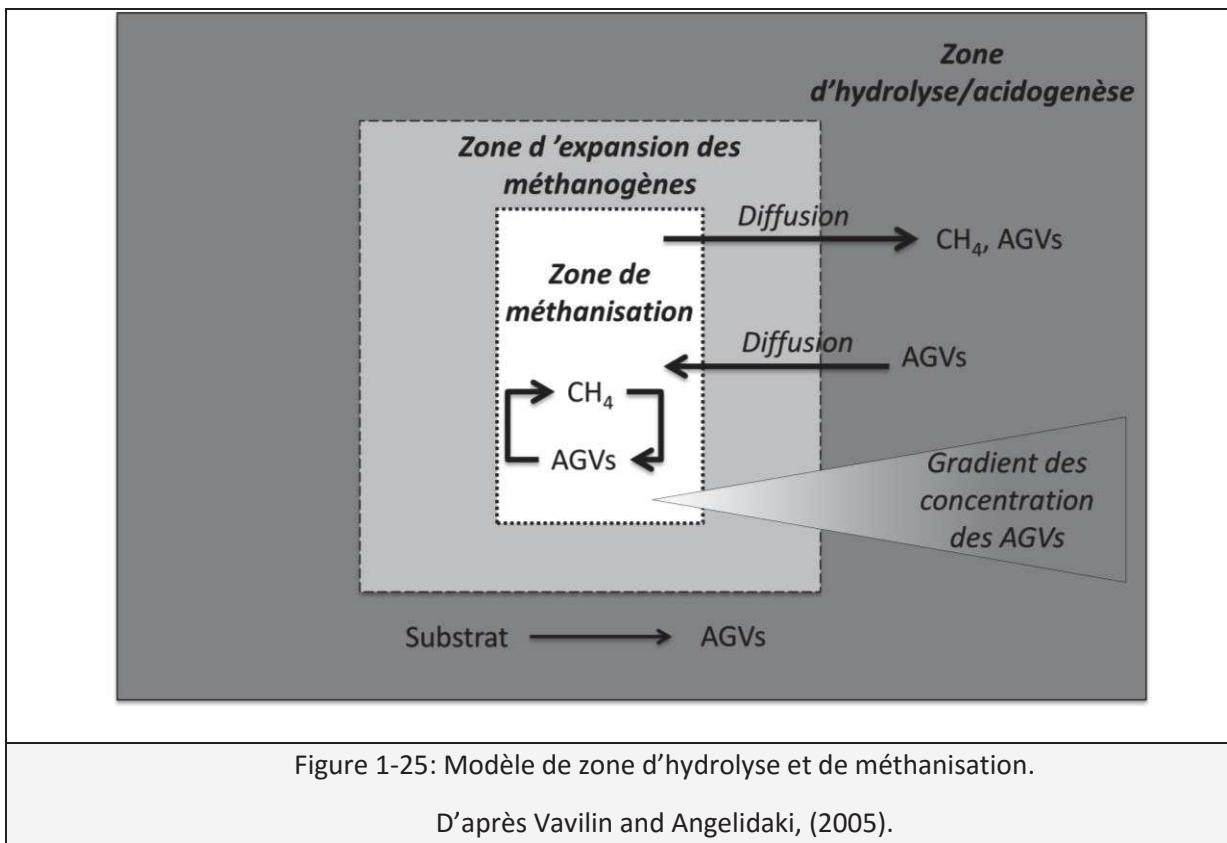 Zone
d'hydrolyse/acidogenèse
Zone d 'expansion des
méthanogènes
Diffusion
CH₄, AGVs
Zone de
méthanisation
Diffusion
AGVs
CH₄
AGVs
Gradient des
concentration
des AGVs
Substrat
AGVs
Figure 1-25: Modèle de zone d'hydrolyse et de méthanisation.
D'après Vavilin and Angelidaki, (2005).